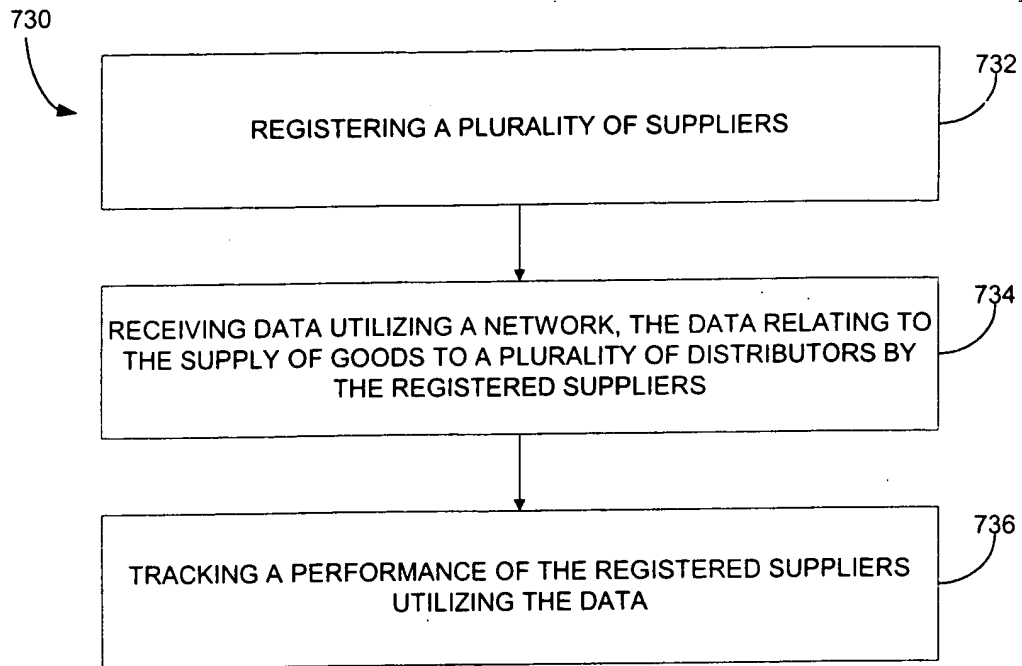 730
732
REGISTERING A PLURALITY OF SUPPLIERS
734
RECEIVING DATA UTILIZING A NETWORK, THE DATA RELATING TO
THE SUPPLY OF GOODS TO A PLURALITY OF DISTRIBUTORS BY
THE REGISTERED SUPPLIERS
736
TRACKING A PERFORMANCE OF THE REGISTERED SUPPLIERS
UTILIZING THE DATA